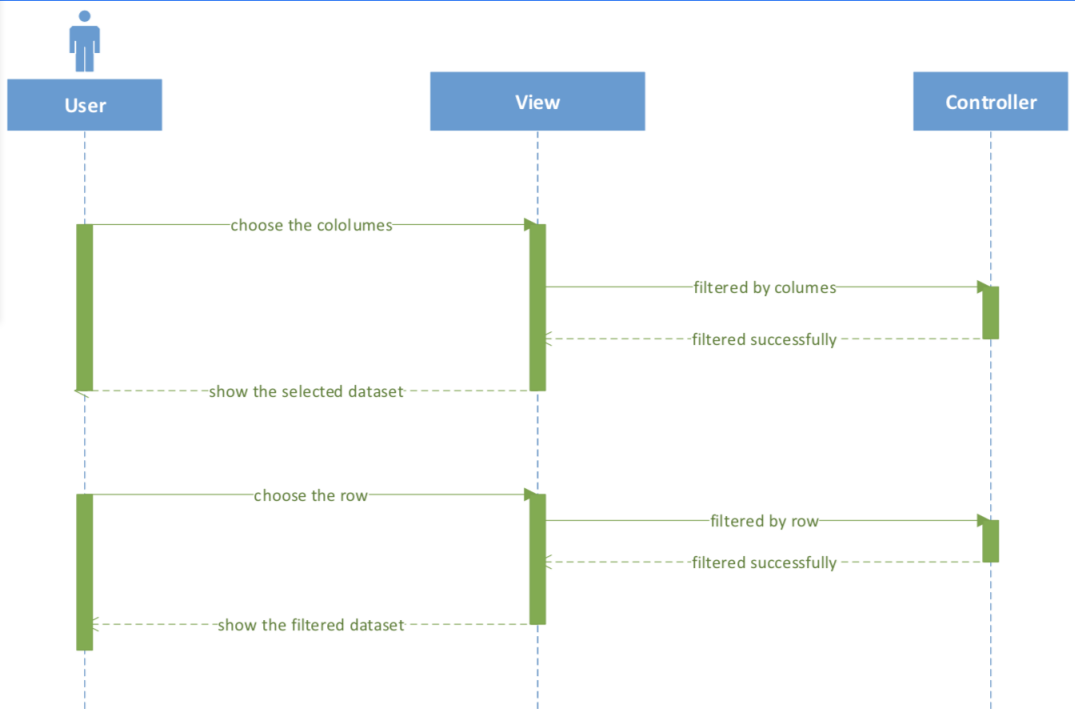 User
View
Controller
choose the cololumes
filtered by columes
filtered successfully
show the selected dataset
choose the row
filtered by row
filtered successfully
show the filtered dataset